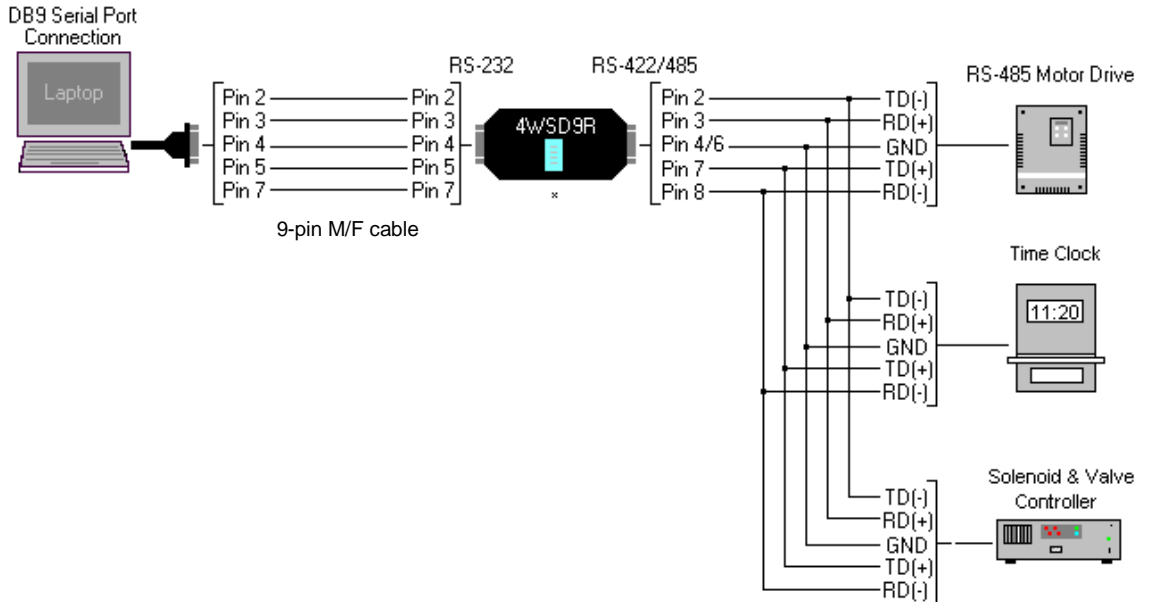 DB9 Serial Port
Connection
Laptop
Pin 2 Pin 2
Pin 3 Pin 3
Pin 4 Pin 4
Pin 5 Pin 5
Pin 7 Pin 7
9-pin M/F cable
RS-232
4WSD9R
*
RS-422/485
Pin 2
Pin 3
Pin 4/6
Pin 7
Pin 8
TD(-)
RD(+)
GND
TD(+)
RD(-)
RS-485 Motor Drive
TD(-)
RD(+)
GND
TD(+)
RD(-)
Time Clock
11:20
TD(-)
RD(+)
GND
TD(+)
RD(-)
Solenoid & Valve
Controller